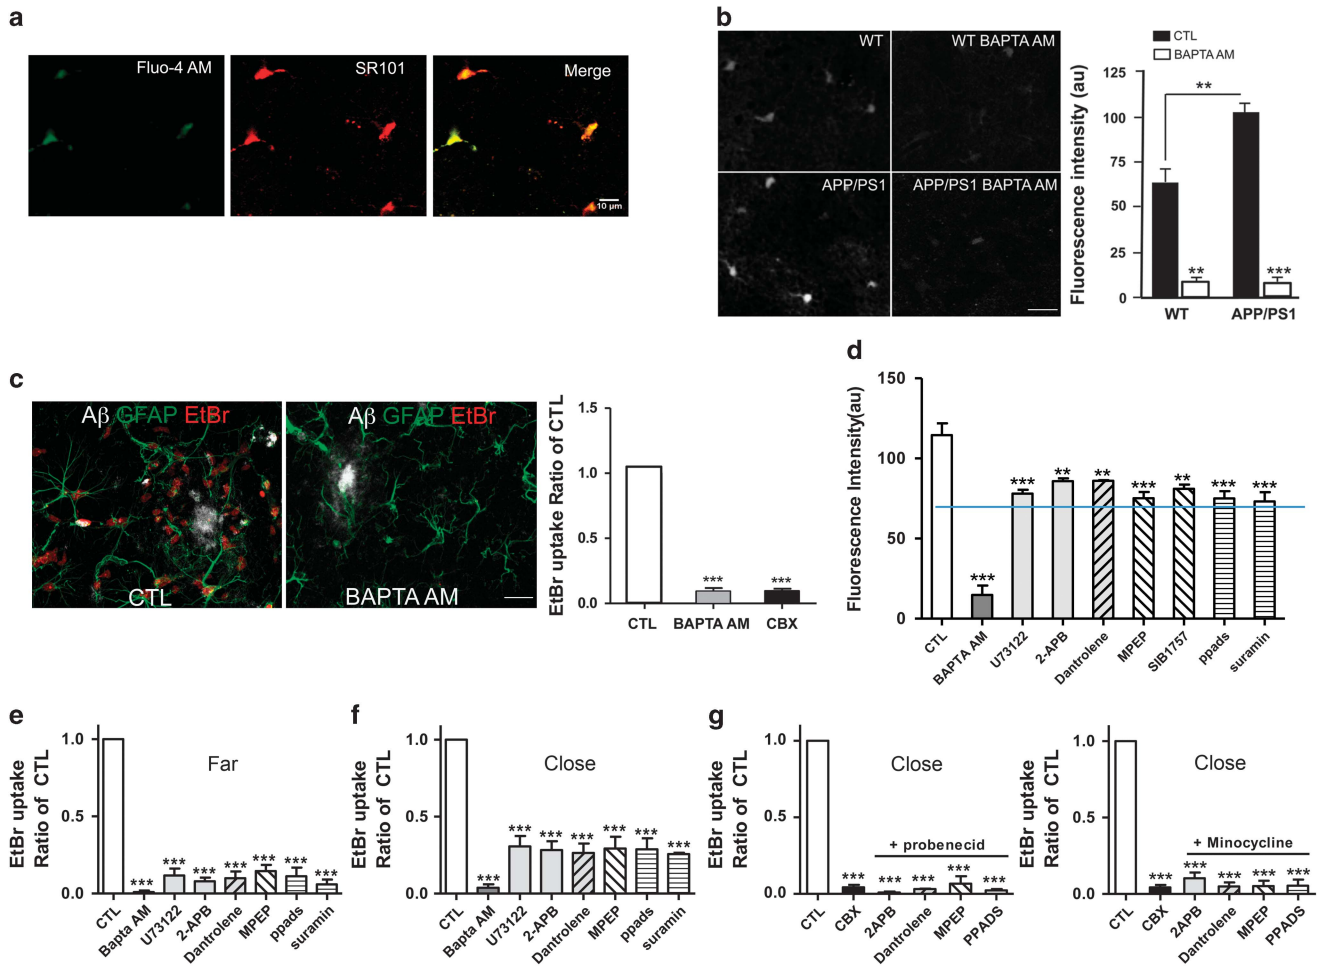 a
Fluo-4 AM
SR101
Merge
10 µm
b
WT
WT BAPTA AM
APP/PS1
APP/PS1 BAPTA AM
CTL
BAPTA AM
Fluorescence intensity (au)
125
100
75
50
25
0
**
**
***
WT
APP/PS1
c
Aβ GFAP EtBr
CTL
Aβ GFAP EtBr
BAPTA AM
EtBr uptake Ratio of CTL
1.5
1.0
0.5
0.0
***
***
CTL
BAPTA AM
CBX
d
Fluorescence Intensity(au)
150
100
50
0
***
***
**
**
***
**
***
***
CTL
BAPTA AM
U73122
2-APB
Dantrolene
MPEP
SIB1757
ppads
suramin
e
EtBr uptake
Ratio of CTL
1.0
0.5
0.0
Far
***
***
***
***
***
***
***
CTL
Bapta AM
U73122
2-APB
Dantrolene
MPEP
ppads
suramin
f
EtBr uptake
Ratio of CTL
1.0
0.5
0.0
Close
***
***
***
***
***
***
***
CTL
Bapta AM
U73122
2-APB
Dantrolene
MPEP
ppads
suramin
g
EtBr uptake
Ratio of CTL
1.0
0.5
0.0
Close
+ probenecid
***
***
***
***
***
CTL
CBX
2APB
Dantrolene
MPEP
PPADS
EtBr uptake
Ratio of CTL
1.0
0.5
0.0
Close
+ Minocycline
***
***
***
***
***
CTL
CBX
2APB
Dantrolene
MPEP
PPADS